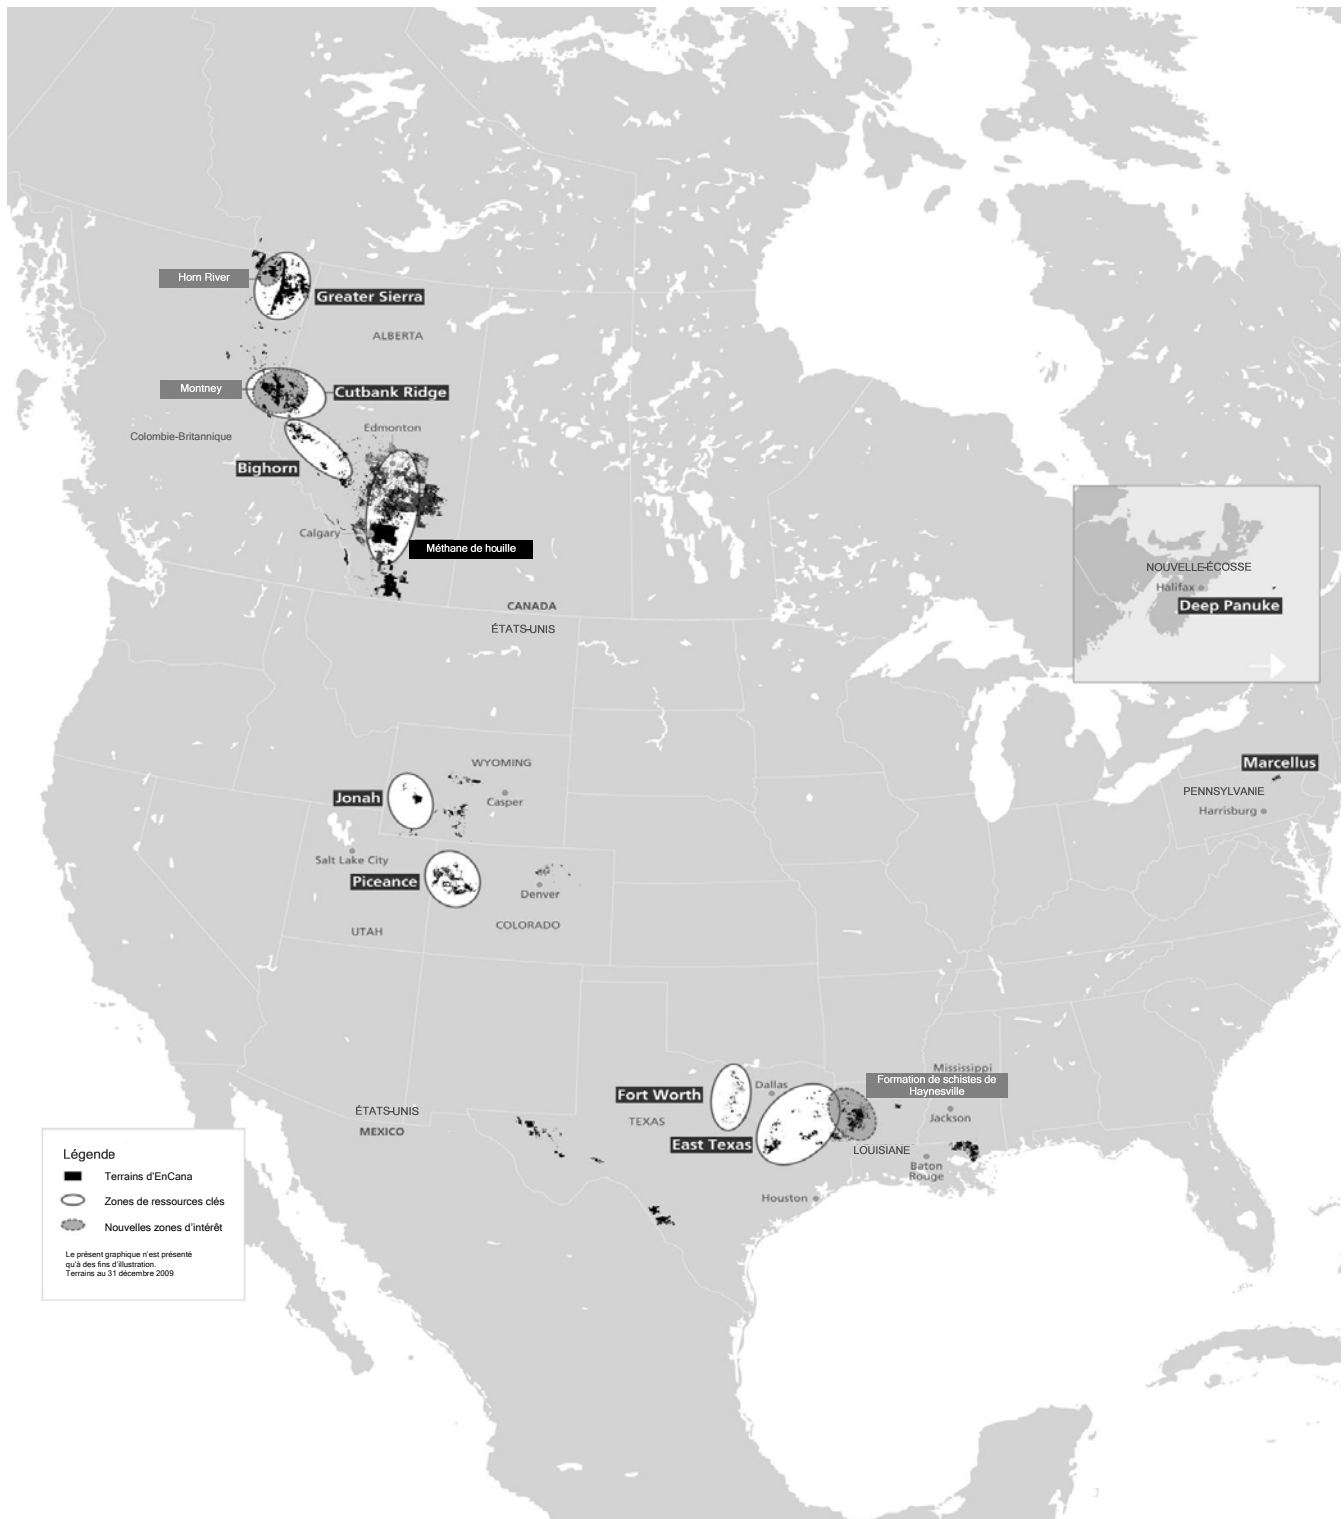 Horn River
Greater Sierra
ALBERTA
Montney
Cutbank Ridge
Edmonton
Colombie-Britannique
Bighorn
Calgary
Méthane de houille
NOUVELLE-ÉCOSSE
Halifax
Deep Panuke
CANADA
ÉTATS-UNIS
WYOMING
Marcellus
Jonah
Casper
PENNSYLVANIE
Harrisburg
Salt Lake City
Piceance
Denver
COLORADO
UTAH
Mississippi
Formation de schistes de
Haynesville
Dallas
Fort Worth
ÉTATS-UNIS
TEXAS
Jackson
MEXICO
East Texas
LOUISIANE
Baton
Rouge
Houston
Légende
Terrains d'EnCana
Zones de ressources clés
Nouvelles zones d'intérêt
Le présent graphique n'est présenté
qu'à des fins d'illustration.
Terrains au 31 décembre 2009